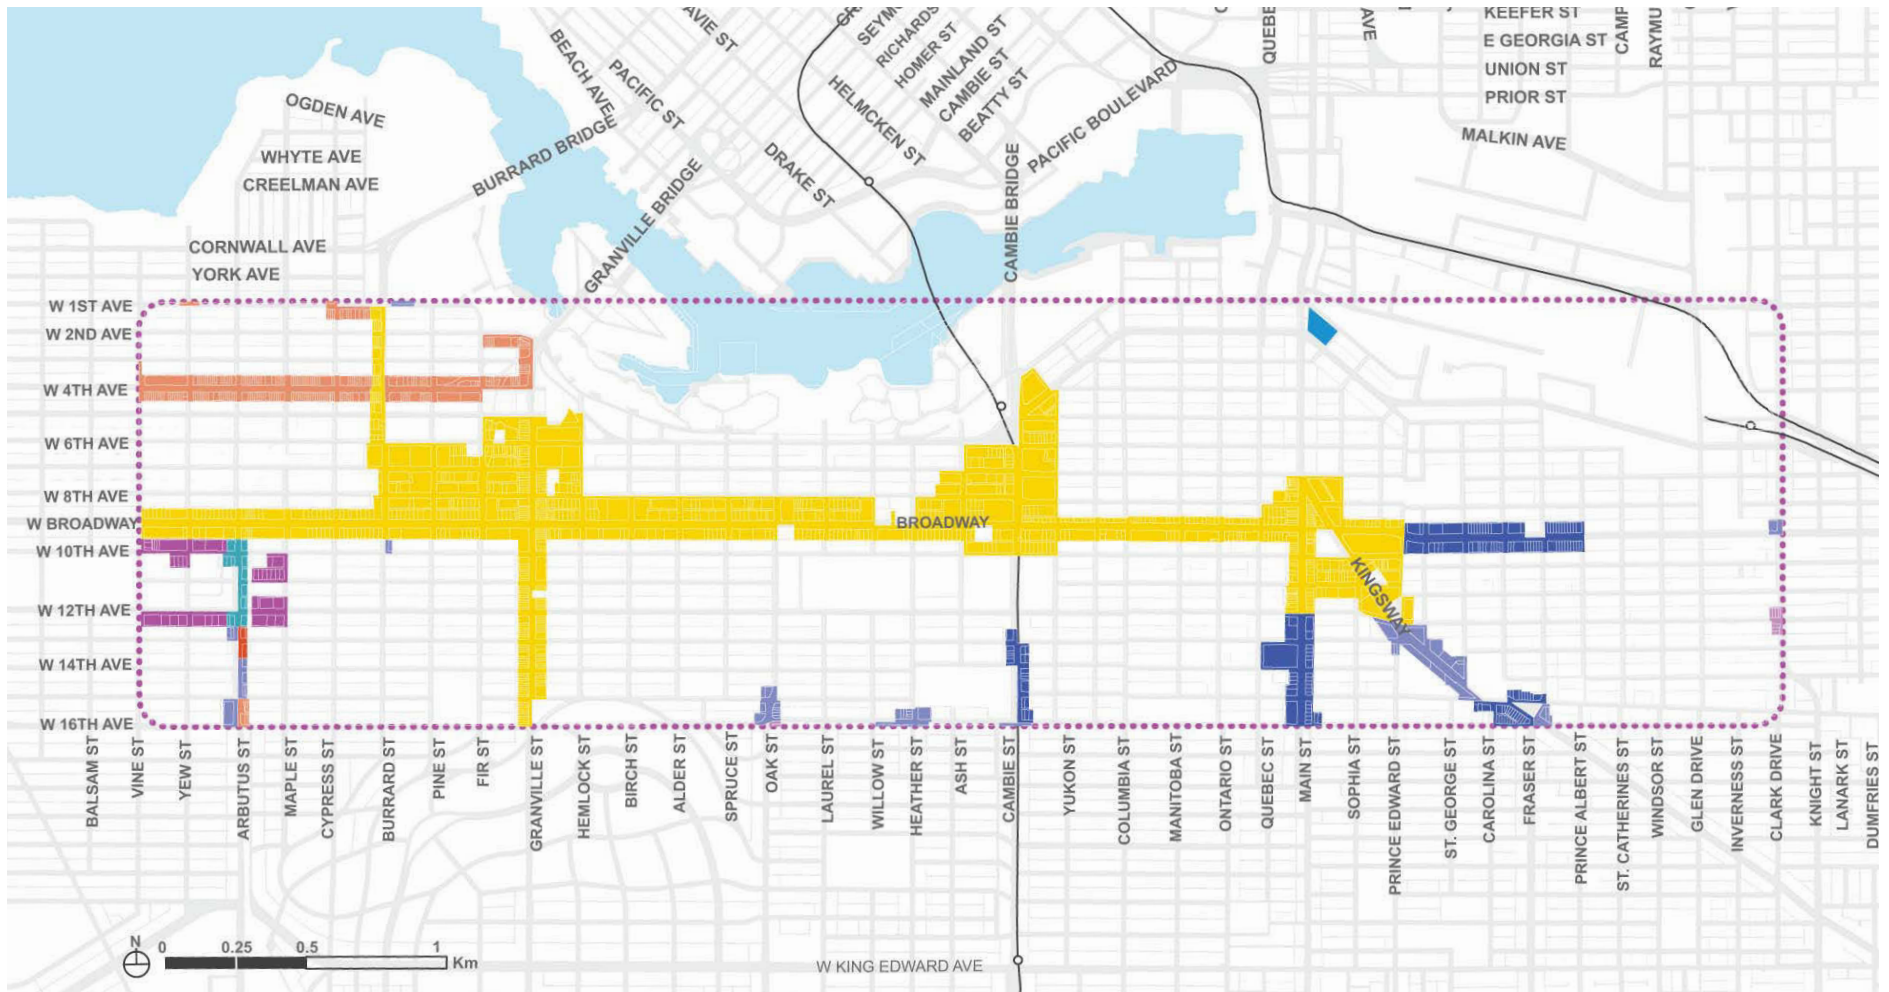 KEEFER ST
E GEORGIA ST
UNION ST
PRIOR ST
MALKIN AVE
RICHARDS
HOMER ST
MAINLAND ST
CAMBIE ST
BEATTY ST
PACIFIC BOULEVARD
HELMCKEN ST
DRAKE ST
PACIFIC ST
BEACH AVE
BURRARD BRIDGE
GRANVILLE BRIDGE
CAMBIE BRIDGE
OGDEN AVE
WHYTE AVE
CREELMAN AVE
CORNWALL AVE
YORK AVE
W 1ST AVE
W 2ND AVE
W 4TH AVE
W 6TH AVE
W 8TH AVE
W BROADWAY
BROADWAY
W 10TH AVE
KINGSWAY
W 12TH AVE
W 14TH AVE
W 16TH AVE
BALSAM ST
VINE ST
YEW ST
ARBUTUS ST
MAPLE ST
CYPRESS ST
BURRARD ST
PINE ST
FIR ST
GRANVILLE ST
HEMLOCK ST
BIRCH ST
ALDER ST
SPRUCE ST
OAK ST
LAUREL ST
WILLOW ST
HEATHER ST
ASH ST
CAMBIE ST
YUKON ST
COLUMBIA ST
MANITOBA ST
ONTARIO ST
QUEBEC ST
MAIN ST
SOPHIA ST
PRINCE EDWARD ST
ST. GEORGE ST
CAROLINA ST
FRASER ST
PRINCE ALBERT ST
ST. CATHERINES ST
WINDSOR ST
GLEN DRIVE
INVERNESS ST
CLARK DRIVE
KNIGHT ST
LANARK ST
DUMFRIES ST
W KING EDWARD AVE
N
0 0.25 0.5 1
Km